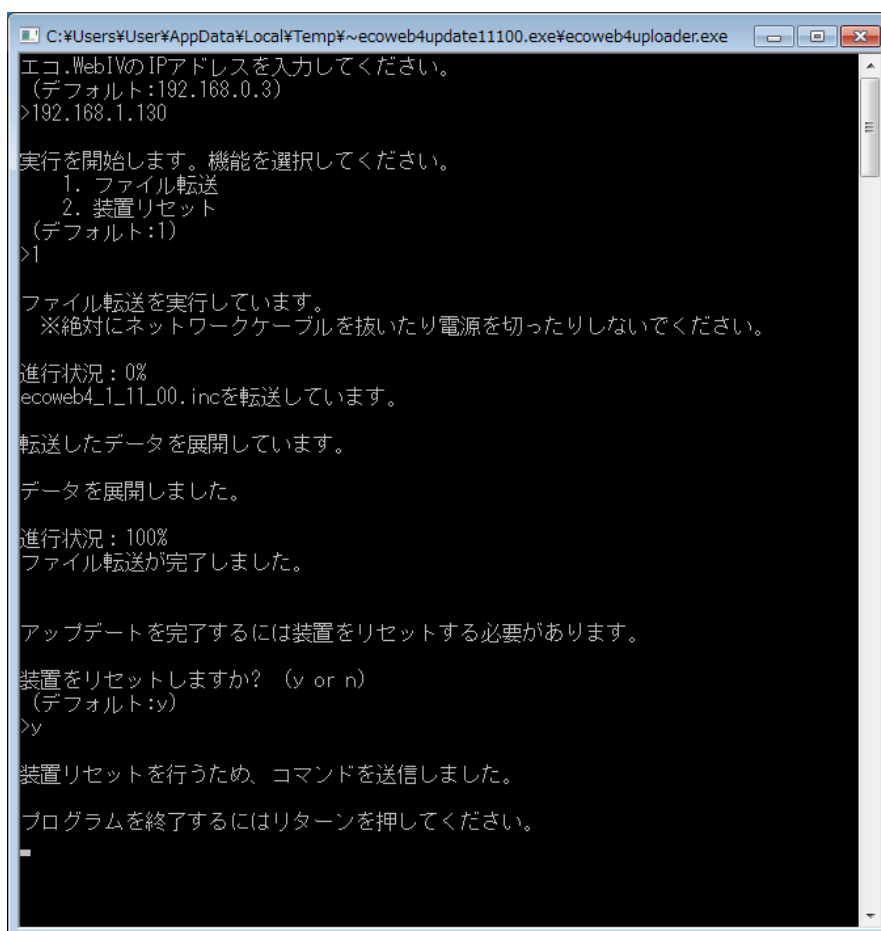 C:¥Users¥User¥AppData¥Local¥Temp¥~ecoweb4update11100.exe¥ecoweb4uploader.exe
エコ.WebIVのIPアドレスを入力してください。
(デフォルト:192.168.0.3)
>192.168.1.130
実行を開始します。機能を選択してください。
1. ファイル転送
2. 装置リセット
(デフォルト:1)
>1
ファイル転送を実行しています。
※絶対にネットワークケーブルを抜いたり電源を切ったりしないでください。
進行状況：0%
ecoweb4_1_11_00.incを転送しています。
転送したデータを展開しています。
データを展開しました。
進行状況：100%
ファイル転送が完了しました。
アップデートを完了するには装置をリセットする必要があります。
装置をリセットしますか? (y or n)
(デフォルト:y)
>y
装置リセットを行うため、コマンドを送信しました。
プログラムを終了するにはリターンを押してください。